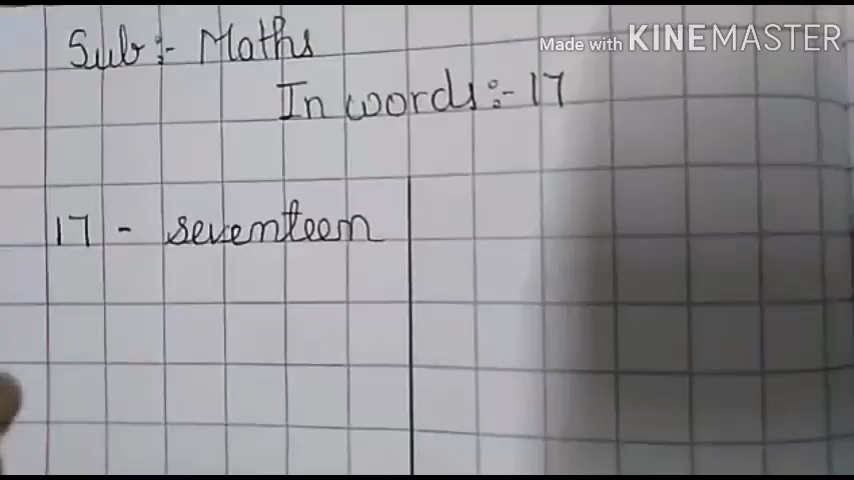 Sub:- Maths
Made with KINEMASTER
In words:- 17
17 - seventeen